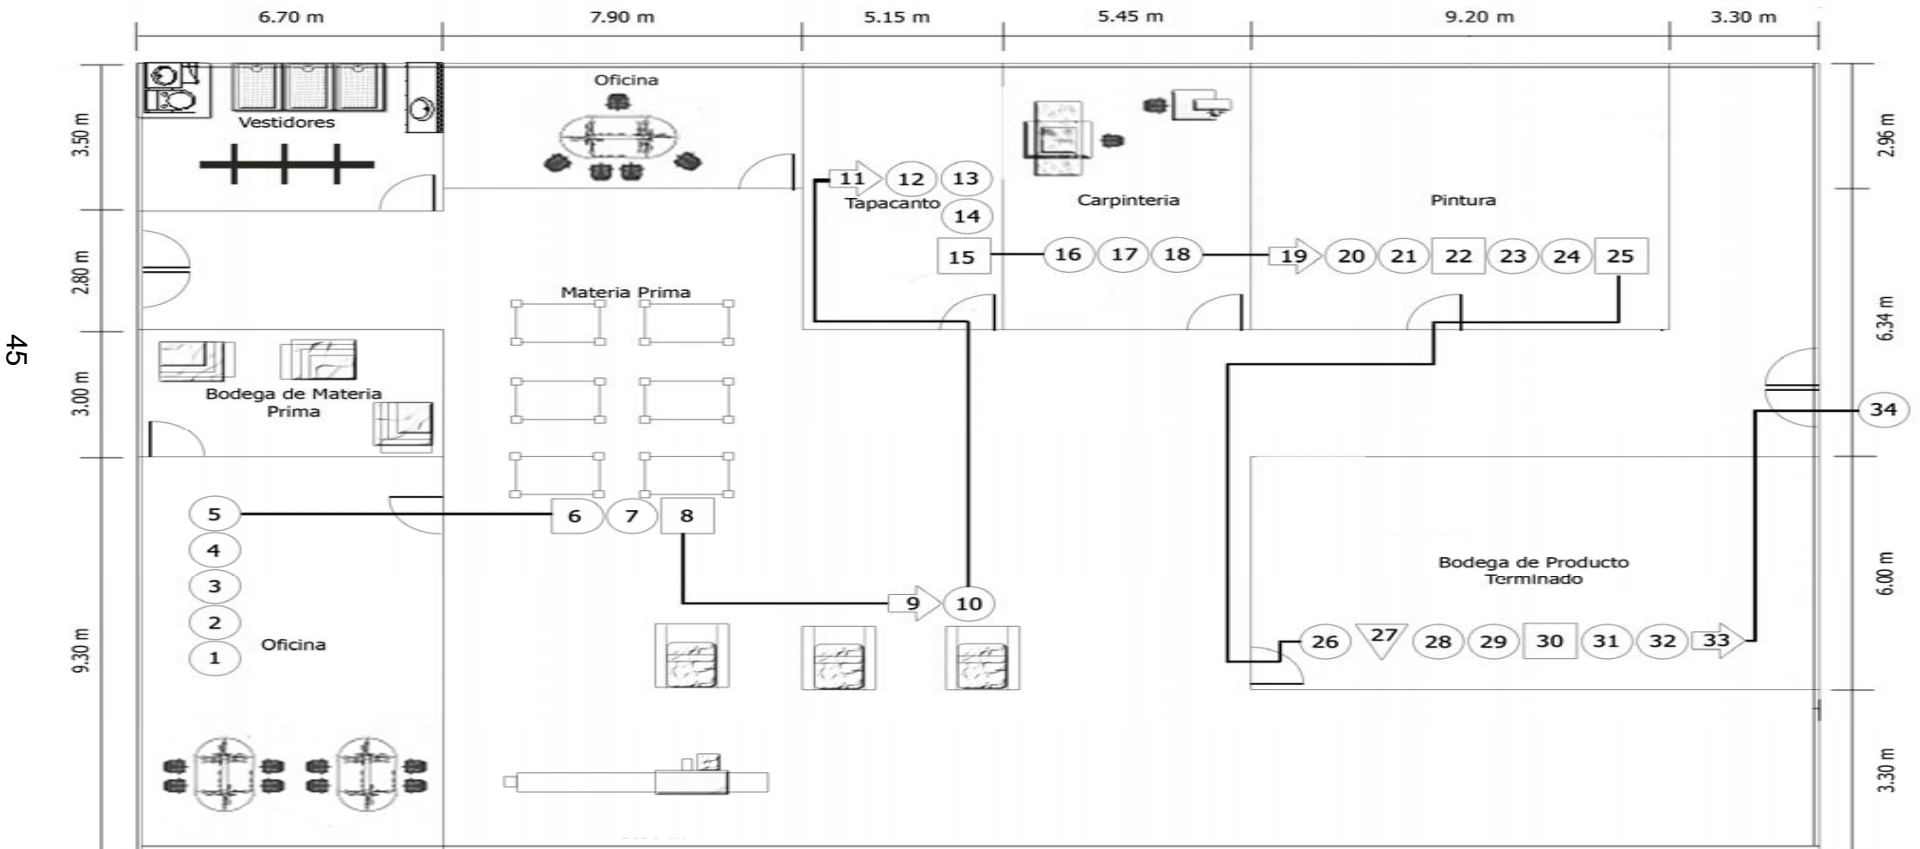 6.70 m
7.90 m
5.15 m
5.45 m
9.20 m
3.30 m
3.50 m
2.80 m
3.00 m
9.30 m
45
Vestidores
Oficina
11
12
13
Tapacanto
14
15
Carpinteria
16
17
18
Pintura
19
20
21
22
23
24
25
2.96 m
6.34 m
6.00 m
3.30 m
Materia Prima
Bodega de Materia
Prima
5
4
3
2
1
Oficina
6
7
8
9
10
34
Bodega de Producto
Terminado
26
27
28
29
30
31
32
33